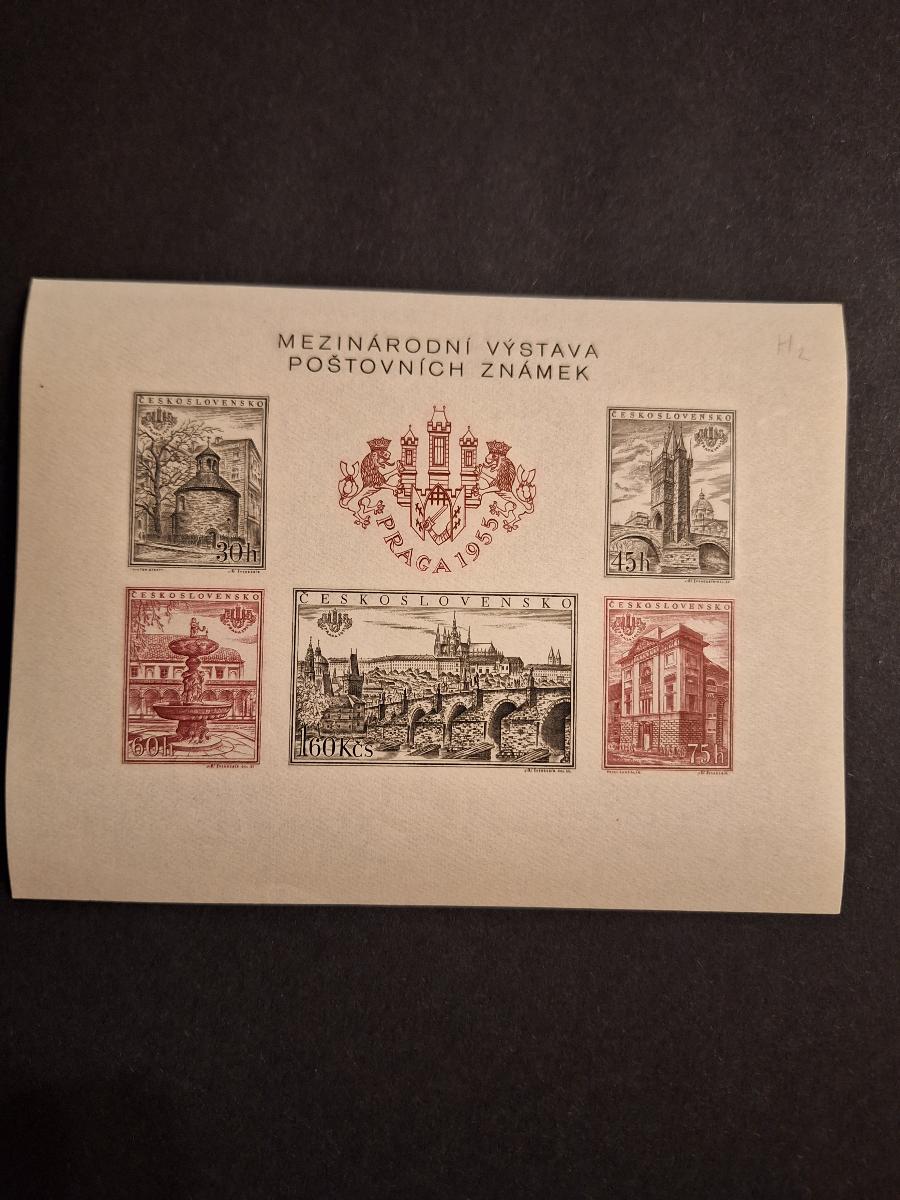 MEZINÁRODNÍ VÝSTAVA
POŠTOVNÍCH ZNÁMEK
H2
ČESKOSLOVENSKO
30h
PRAGA 1955
ČESKOSLOVENSKO
45h
ČESKOSLOVENSKO
60h
ČESKOSLOVENSKO
1'60Kčs
ČESKOSLOVENSKO
75h